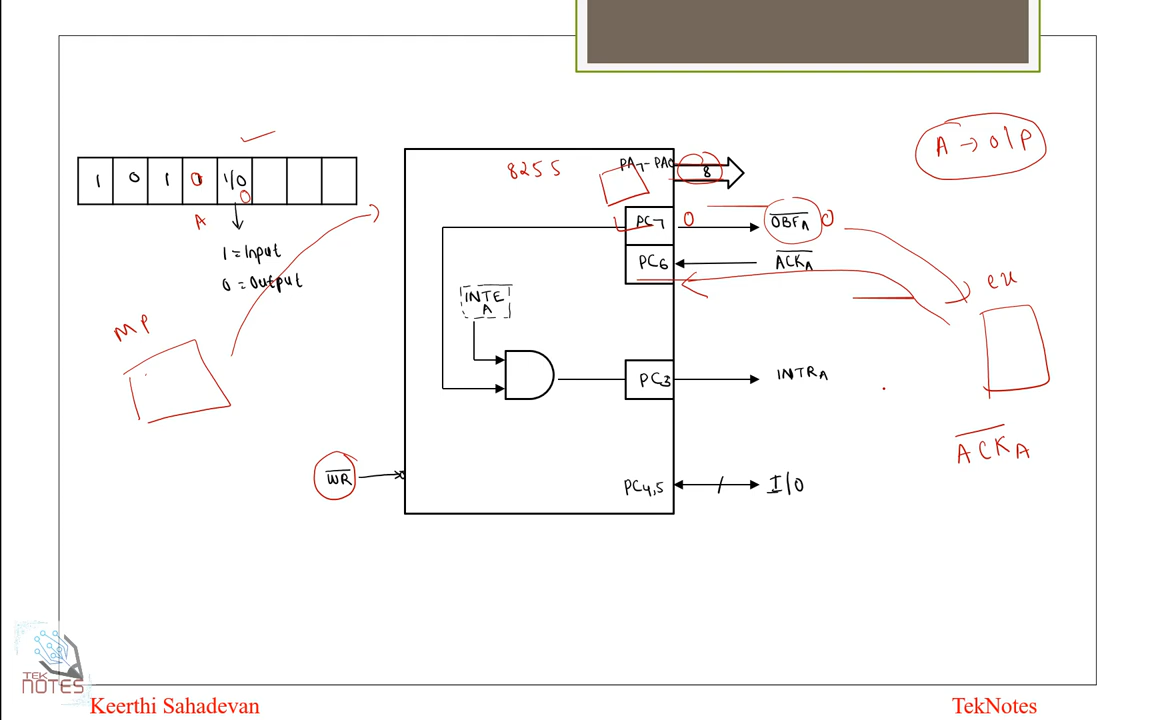 A → O/P
8255
PA7-PA0
8
1 0 1 0 1/0
0
A
1 = Input
0 = Output
PC7
0
OBFA
0
PC6
ACKA
INTE
A
MP
PC3
INTRA
ACKA
WR
PC4,5
I/O
TEK
NOTES
Keerthi Sahadevan
TekNotes